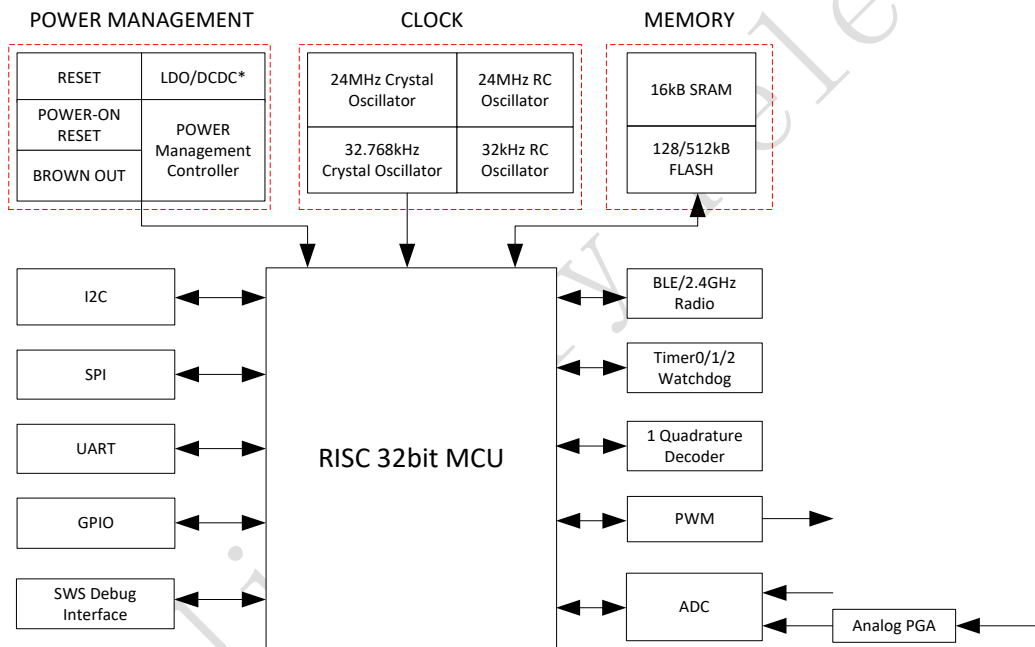 POWER MANAGEMENT
CLOCK
MEMORY
RESET
LDO/DCDC*
POWER-ON
RESET
POWER
Management
Controller
BROWN OUT
24MHz Crystal
Oscillator
24MHz RC
Oscillator
32.768kHz
Crystal Oscillator
32kHz RC
Oscillator
16kB SRAM
128/512kB
FLASH
I2C
SPI
UART
GPIO
SWS Debug
Interface
RISC 32bit MCU
BLE/2.4GHz
Radio
Timer0/1/2
Watchdog
1 Quadrature
Decoder
PWM
ADC
Analog PGA